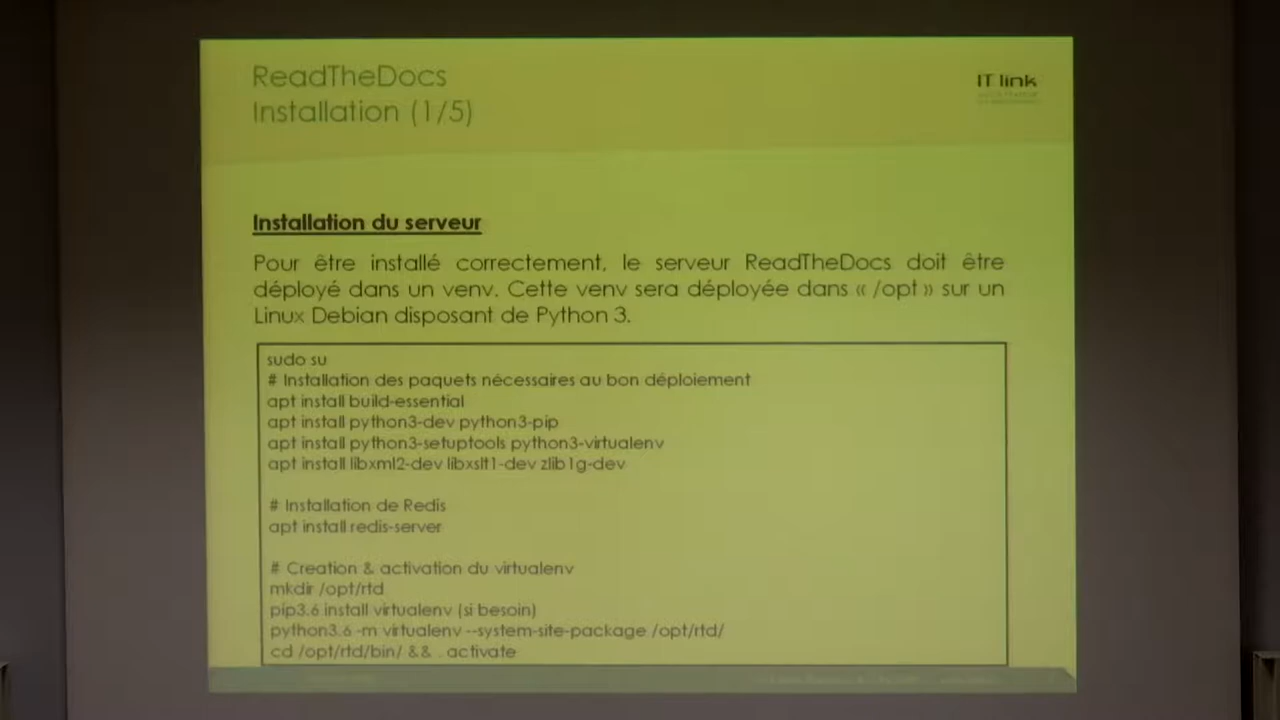 ReadTheDocs
Installation (1/5)
IT link
Installation du serveur
Pour être installé correctement, le serveur ReadTheDocs doit être
déployé dans un venv. Cette venv sera déployée dans « /opt » sur un
Linux Debian disposant de Python 3.
sudo su
# Installation des paquets nécessaires au bon déploiement
apt install build-essential
apt install python3-dev python3-pip
apt install python3-setuptools python3-virtualenv
apt install libxml2-dev libxslt1-dev zlib1g-dev
# Installation de Redis
apt install redis-server
# Creation & activation du virtualenv
mkdir /opt/rtd
pip3.6 install virtualenv (si besoin)
python3.6 -m virtualenv --system-site-package /opt/rtd/
cd /opt/rtd/bin/ && . activate